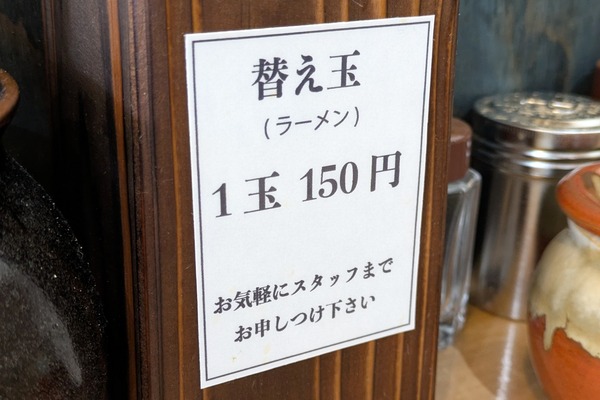 替え玉
(ラーメン)
1玉 150円
お気軽にスタッフまで
お申しつけ下さい